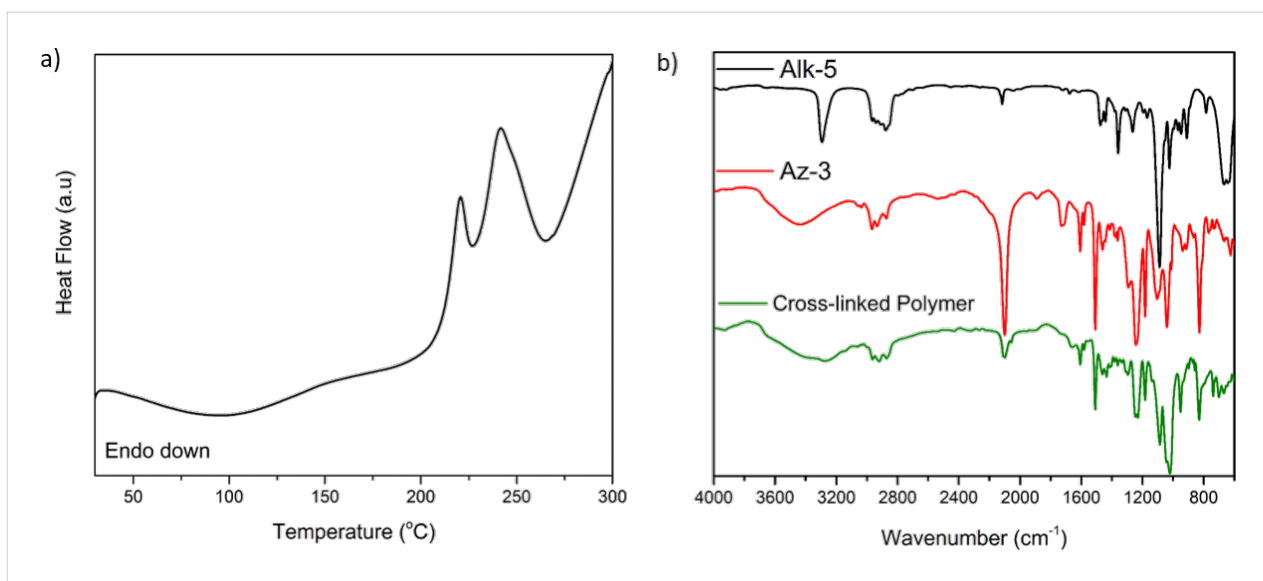 a)
Heat Flow (a.u)
Endo down
50 100 150 200 250 300
Temperature (°C)
b)
Alk-5
Az-3
Cross-linked Polymer
4000 3600 3200 2800 2400 2000 1600 1200 800
Wavenumber (cm⁻¹)